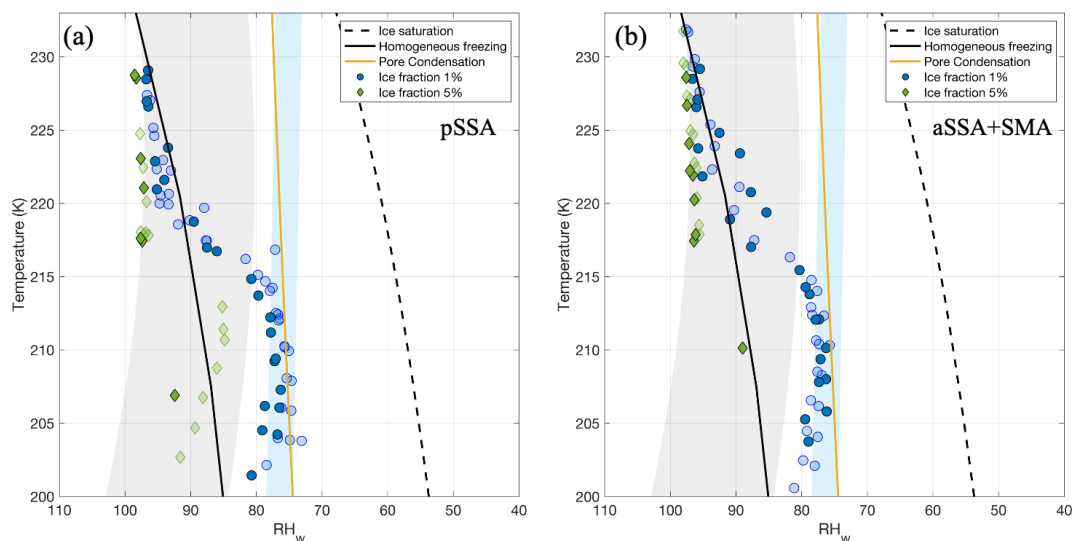 (a)
Ice saturation
Homogeneous freezing
Pore Condensation
Ice fraction 1%
Ice fraction 5%
pSSA
230
225
220
215
210
205
200
Temperature (K)
110 100 90 80 70 60 50 40
RHw
(b)
Ice saturation
Homogeneous freezing
Pore Condensation
Ice fraction 1%
Ice fraction 5%
aSSA+SMA
230
225
220
215
210
205
200
Temperature (K)
110 100 90 80 70 60 50 40
RHw